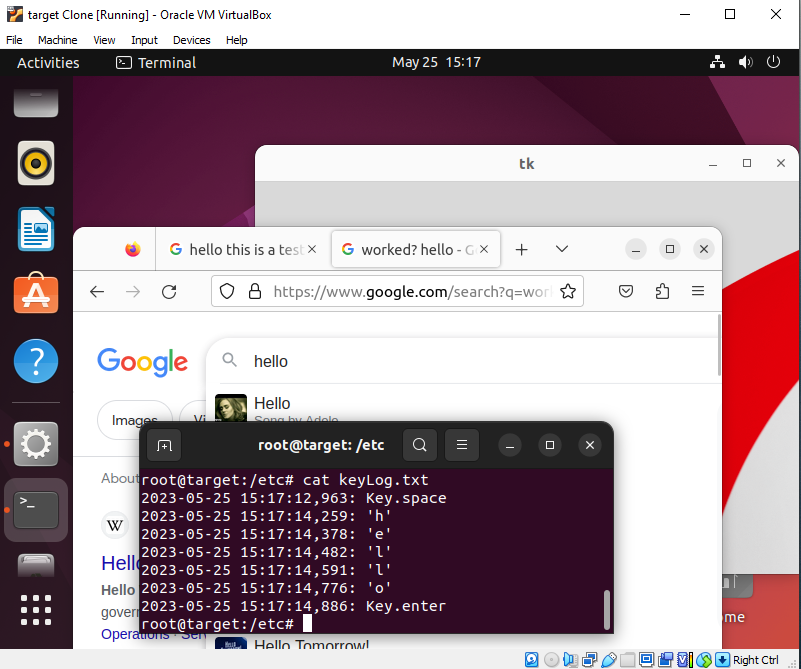 target Clone [Running] - Oracle VM VirtualBox
File Machine View Input Devices Help
Activities Terminal May 25 15:17
tk
hello this is a test worked? hello - G
https://www.google.com/search?q=wor
Google hello
Hello
Song by Adele
Images Vi
About
W
Hello
Hello
govern
Operations · Serv
root@target: /etc
root@target:/etc# cat keyLog.txt
2023-05-25 15:17:12,963: Key.space
2023-05-25 15:17:14,259: 'h'
2023-05-25 15:17:14,378: 'e'
2023-05-25 15:17:14,482: 'l'
2023-05-25 15:17:14,591: 'l'
2023-05-25 15:17:14,776: 'o'
2023-05-25 15:17:14,886: Key.enter
root@target:/etc#
ome
Hello Tomorrow!
Right Ctrl